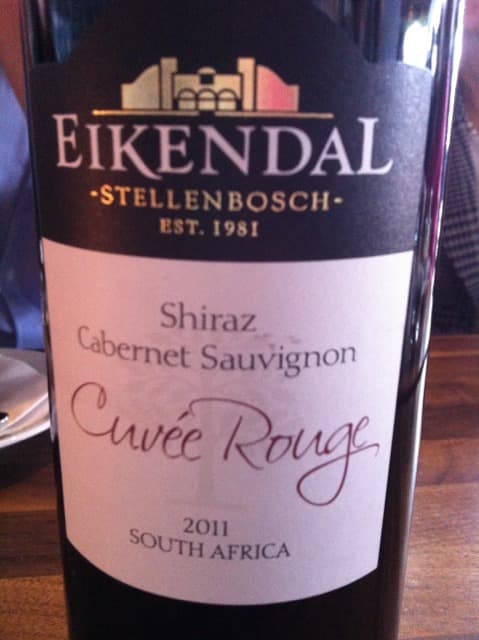 EIKENDAL
-STELLENBOSCH-
EST. 1981
Shiraz
Cabernet Sauvignon
Cuvée Rouge
2011
SOUTH AFRICA